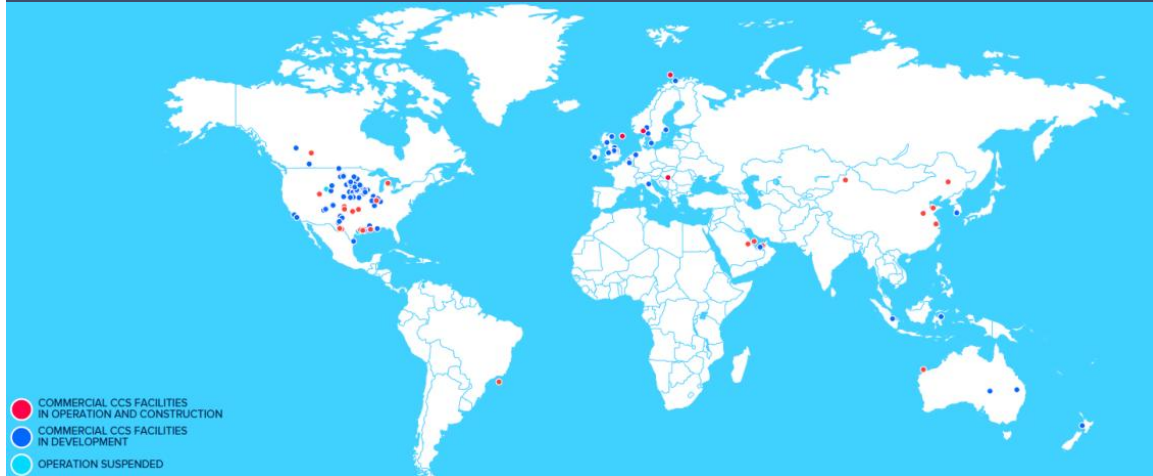 COMMERCIAL CCS FACILITIES
IN OPERATION AND CONSTRUCTION
COMMERCIAL CCS FACILITIES
IN DEVELOPMENT
OPERATION SUSPENDED